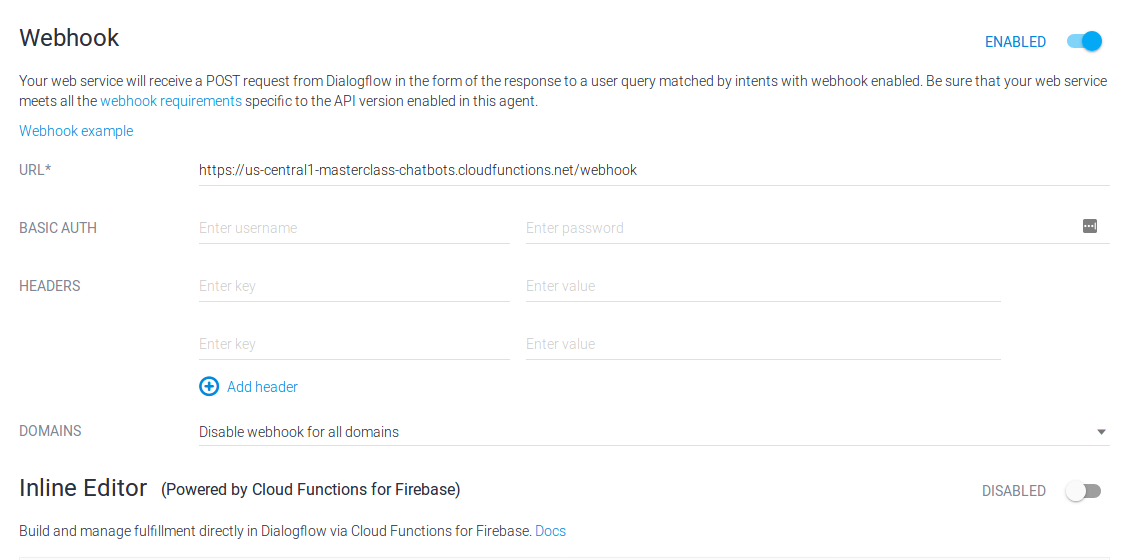 Webhook
ENABLED
Your web service will receive a POST request from Dialogflow in the form of the response to a user query matched by intents with webhook enabled. Be sure that your web service
meets all the webhook requirements specific to the API version enabled in this agent.
Webhook example
URL* https://us-central1-masterclass-chatbots.cloudfunctions.net/webhook
BASIC AUTH Enter username Enter password
HEADERS Enter key Enter value
Enter key Enter value
Add header
DOMAINS Disable webhook for all domains
Inline Editor (Powered by Cloud Functions for Firebase) DISABLED
Build and manage fulfillment directly in Dialogflow via Cloud Functions for Firebase. Docs